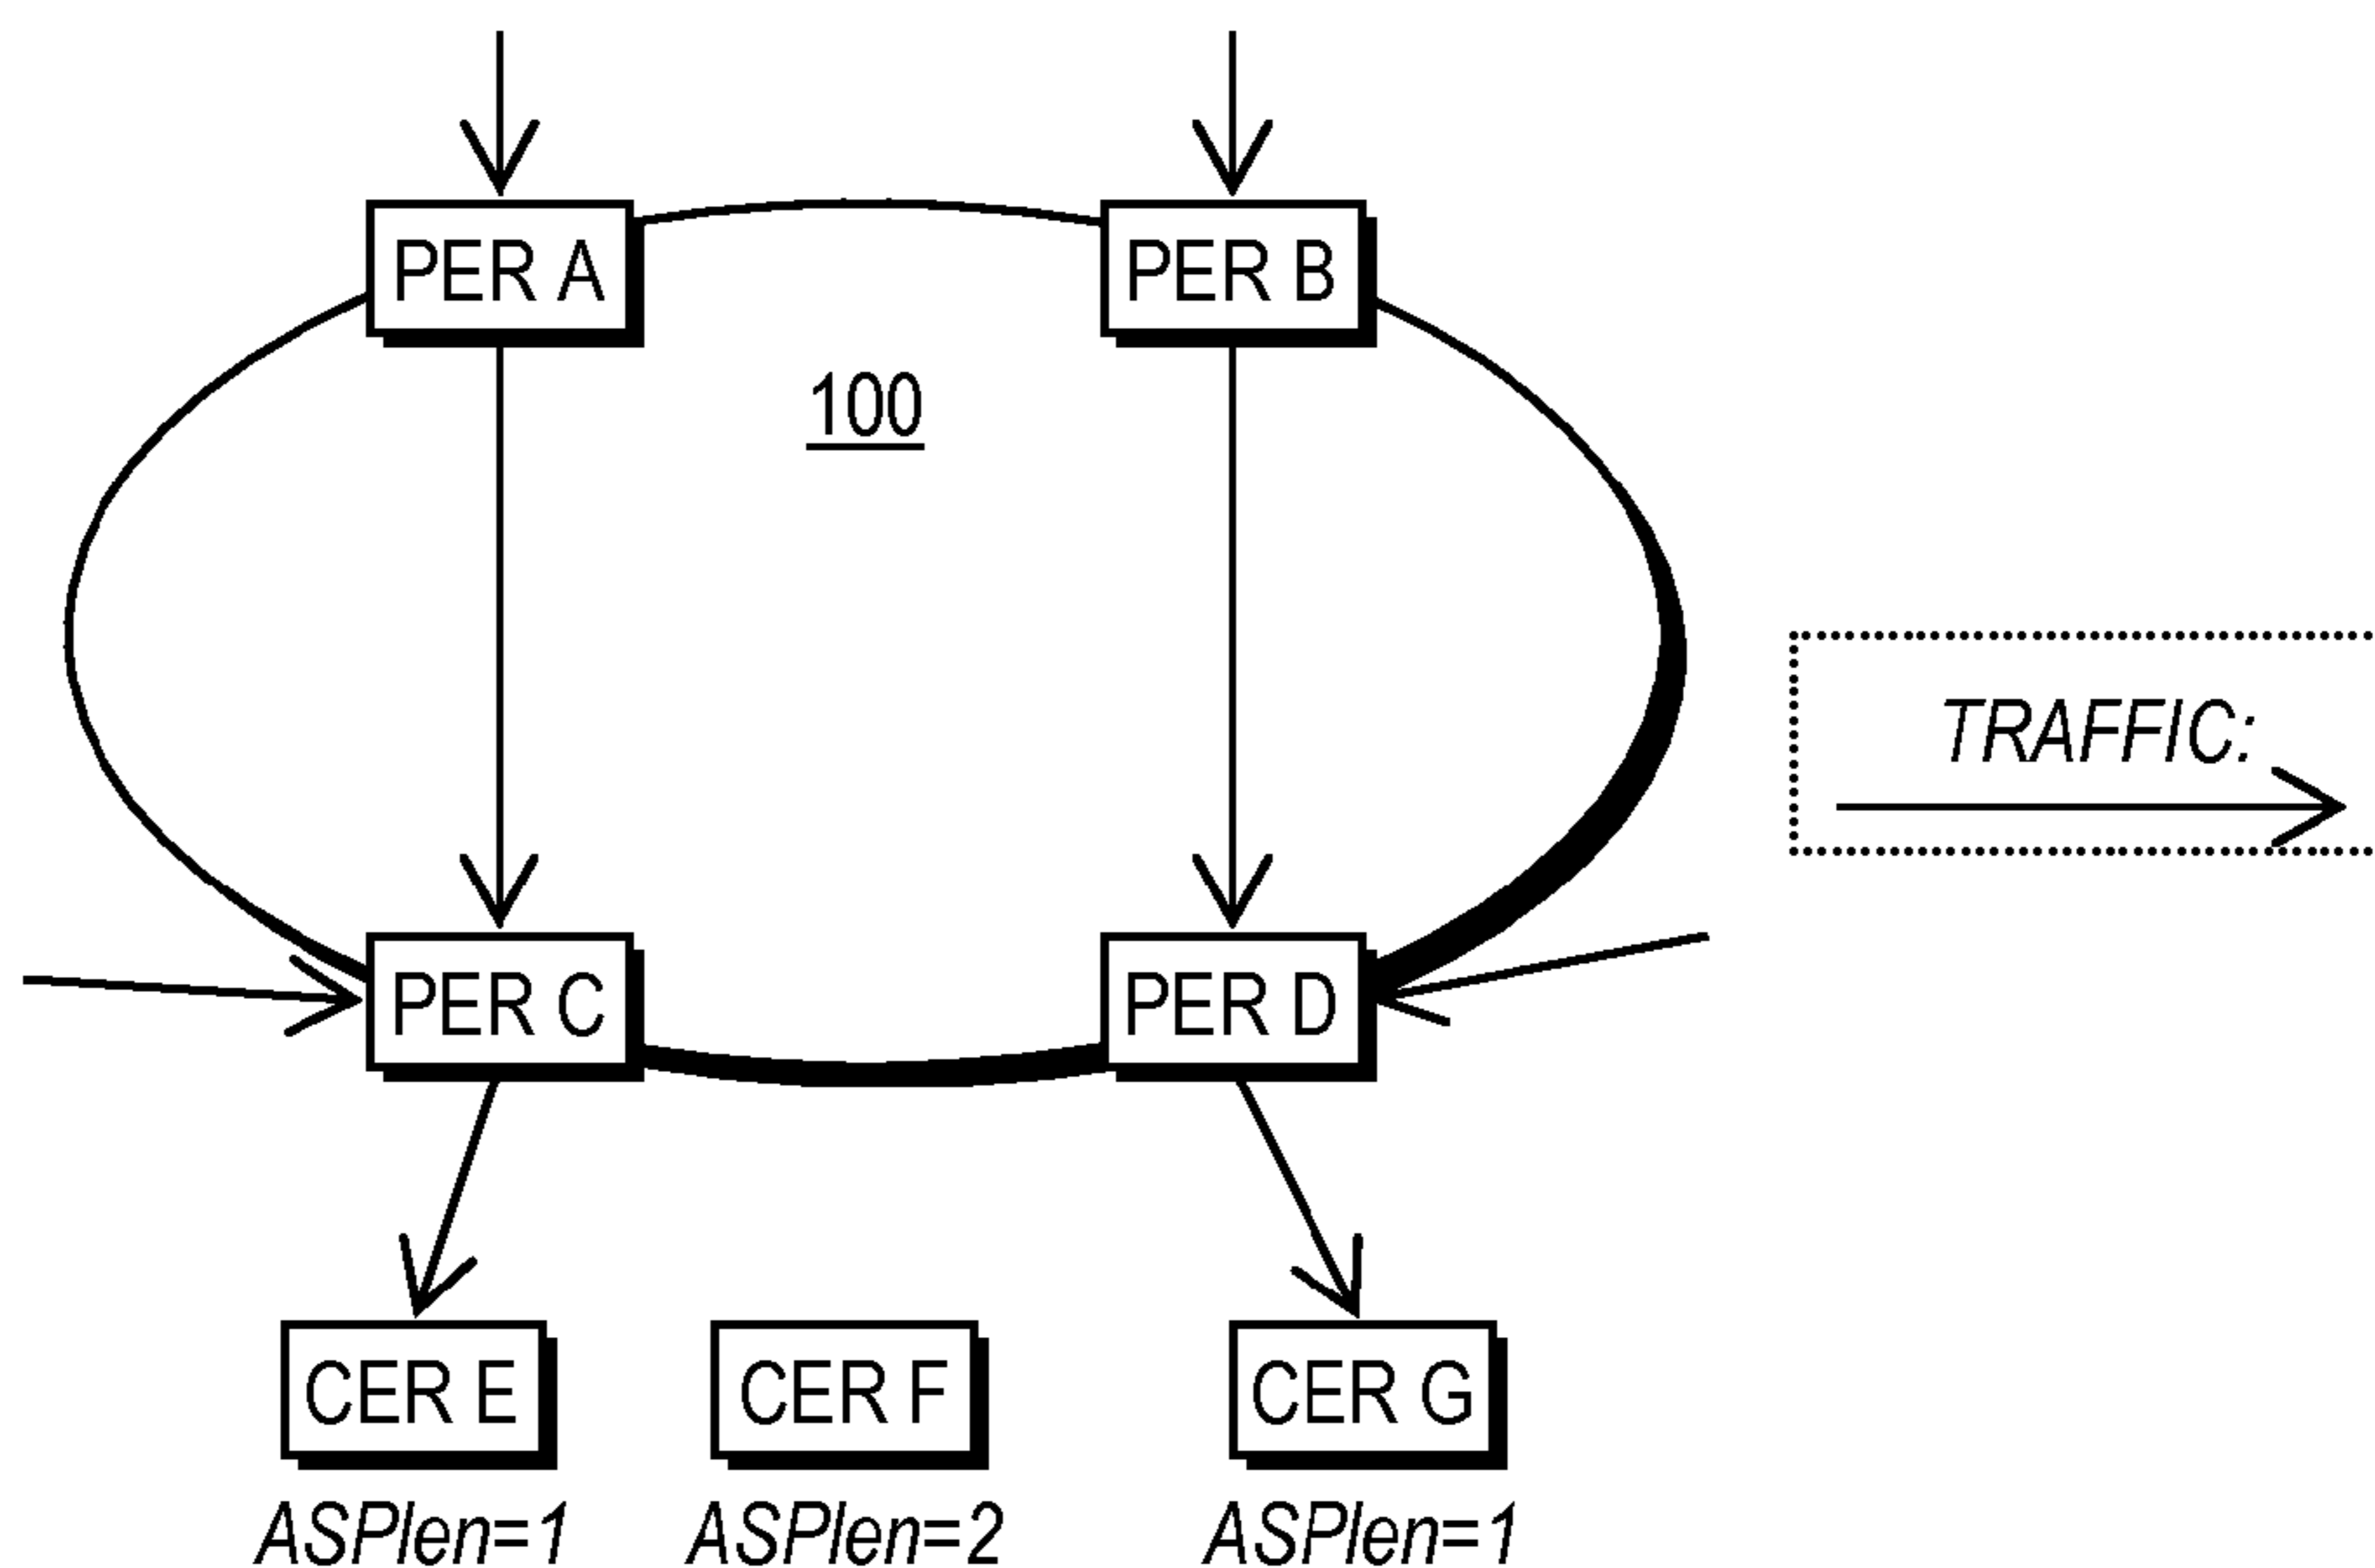 PER A
PER B
100
TRAFFIC:
PER C
PER D
CER E
CER F
CER G
ASPlen=1
ASPlen=2
ASPlen=1